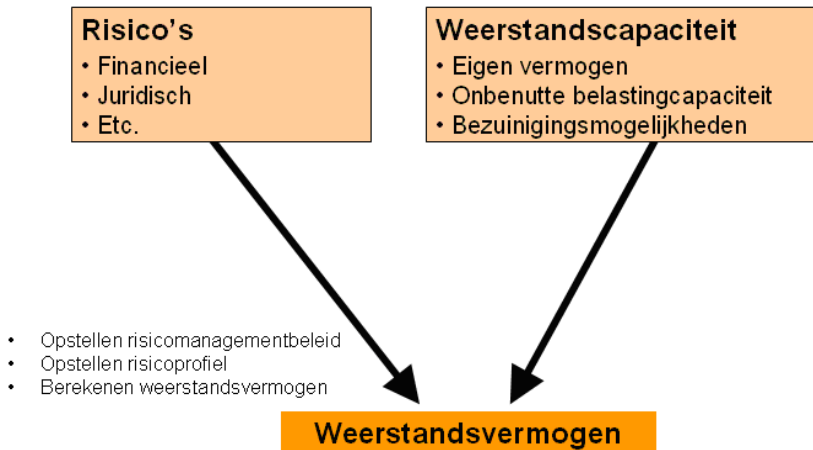 Risico's
• Financieel
• Juridisch
• Etc.
Weerstandscapaciteit
• Eigen vermogen
• Onbenutte belastingcapaciteit
• Bezuinigingsmogelijkheden
• Opstellen risicomanagementbeleid
• Opstellen risicoprofiel
• Berekenen weerstandsvermogen
Weerstandsvermogen